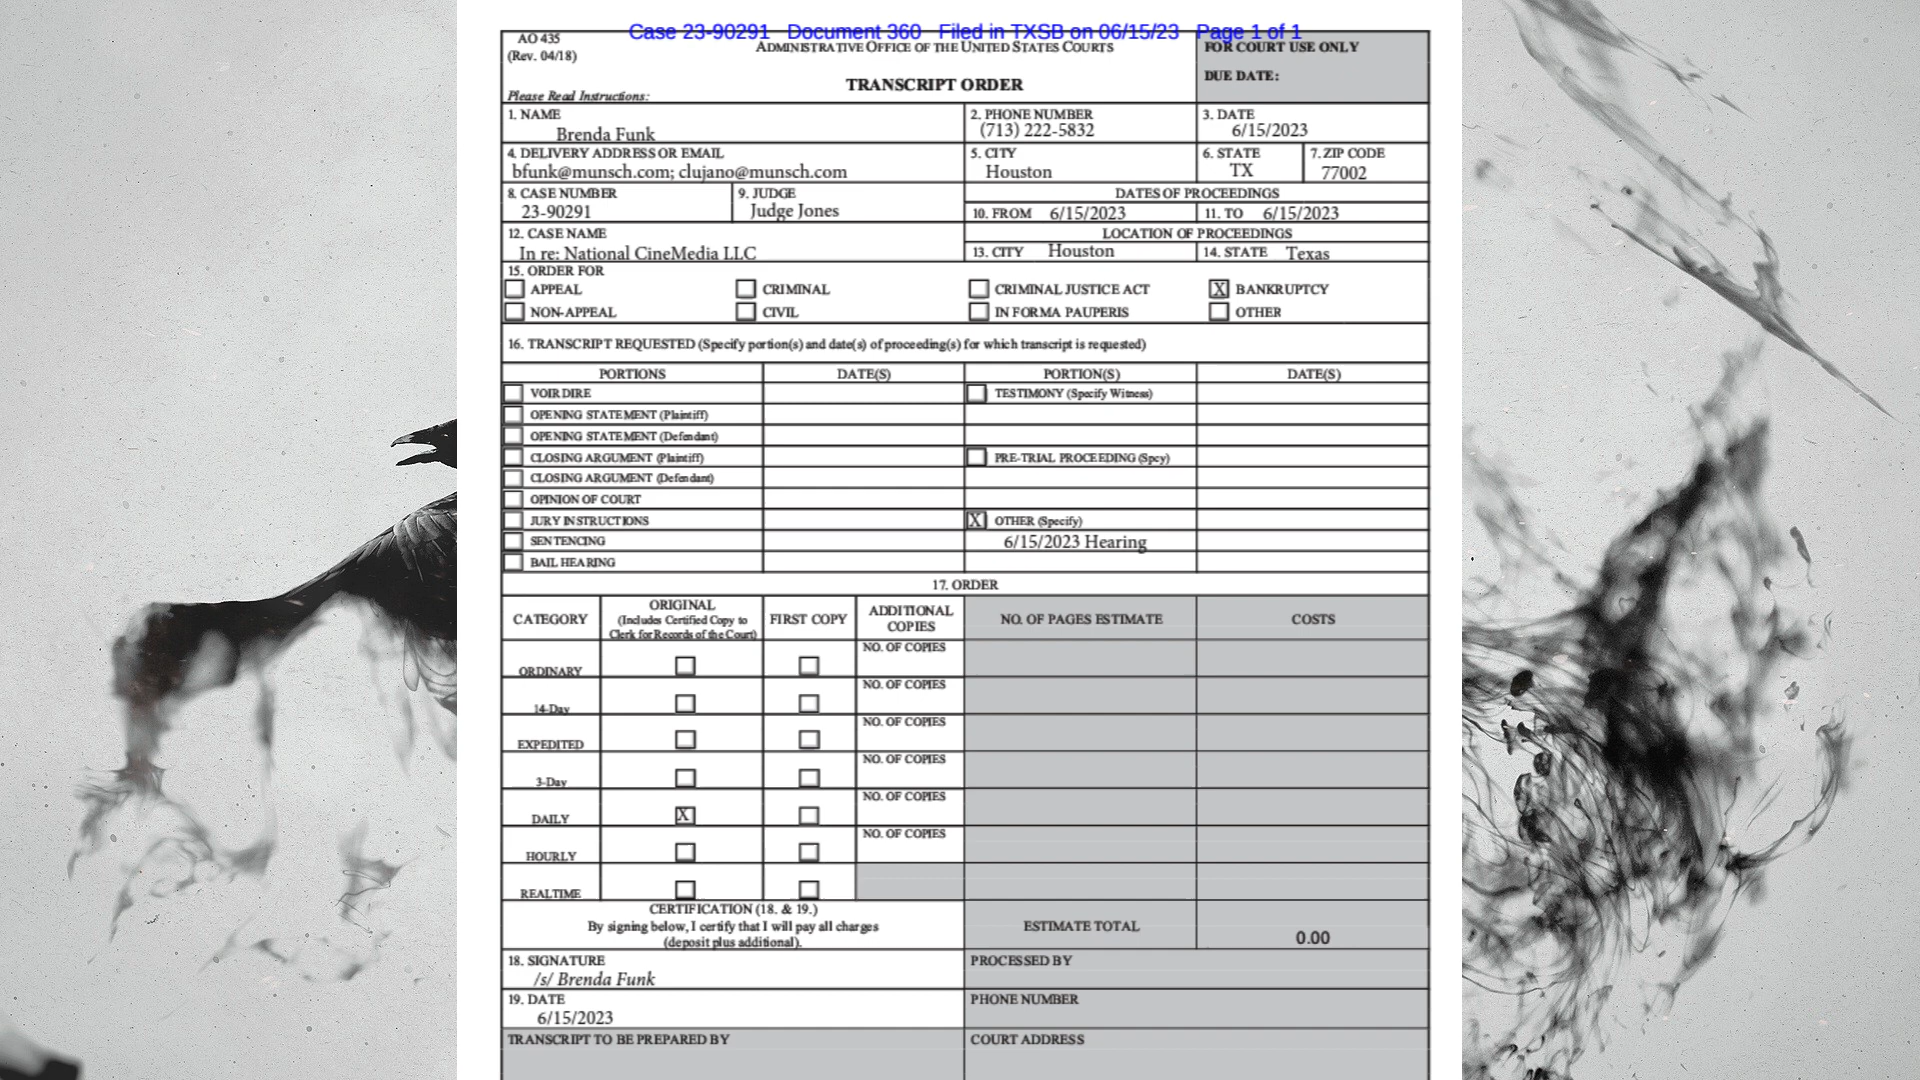 Case 23-90291 Document 360 Filed in TXSB on 06/15/23 Page 1 of 1
AO 435
(Rev. 04/18)
ADMINISTRATIVE OFFICE OF THE UNITED STATES COURTS
FOR COURT USE ONLY
DUE DATE:
TRANSCRIPT ORDER
Please Read Instructions:
1. NAME
Brenda Funk
2. PHONE NUMBER
(713) 222-5832
3. DATE
6/15/2023
4. DELIVERY ADDRESS OR EMAIL
bfunk@munsch.com; clujano@munsch.com
5. CITY
Houston
6. STATE
TX
7. ZIP CODE
77002
8. CASE NUMBER
23-90291
9. JUDGE
Judge Jones
DATES OF PROCEEDINGS
10. FROM 6/15/2023
11. TO 6/15/2023
12. CASE NAME
In re: National CineMedia LLC
LOCATION OF PROCEEDINGS
13. CITY Houston
14. STATE Texas
15. ORDER FOR
APPEAL
CRIMINAL
CRIMINAL JUSTICE ACT
X BANKRUPTCY
NON-APPEAL
CIVIL
IN FORMA PAUPERIS
OTHER
16. TRANSCRIPT REQUESTED (Specify portion(s) and date(s) of proceeding(s) for which transcript is requested)
PORTIONS
DATE(S)
PORTION(S)
DATE(S)
VOIR DIRE
TESTIMONY (Specify Witness)
OPENING STATEMENT (Plaintiff)
OPENING STATEMENT (Defendant)
CLOSING ARGUMENT (Plaintiff)
PRE-TRIAL PROCEEDING (Spcy)
CLOSING ARGUMENT (Defendant)
OPINION OF COURT
JURY INSTRUCTIONS
X OTHER (Specify)
SENTENCING
6/15/2023 Hearing
BAIL HEARING
17. ORDER
CATEGORY
ORIGINAL
(Includes Certified Copy to
Clerk for Records of the Court)
FIRST COPY
ADDITIONAL
COPIES
NO. OF PAGES ESTIMATE
COSTS
NO. OF COPIES
ORDINARY
NO. OF COPIES
14-Day
NO. OF COPIES
EXPEDITED
NO. OF COPIES
3-Day
NO. OF COPIES
DAILY
X
NO. OF COPIES
HOURLY
REALTIME
CERTIFICATION (18. & 19.)
By signing below, I certify that I will pay all charges
(deposit plus additional).
ESTIMATE TOTAL
0.00
18. SIGNATURE
/s/ Brenda Funk
PROCESSED BY
19. DATE
6/15/2023
PHONE NUMBER
TRANSCRIPT TO BE PREPARED BY
COURT ADDRESS